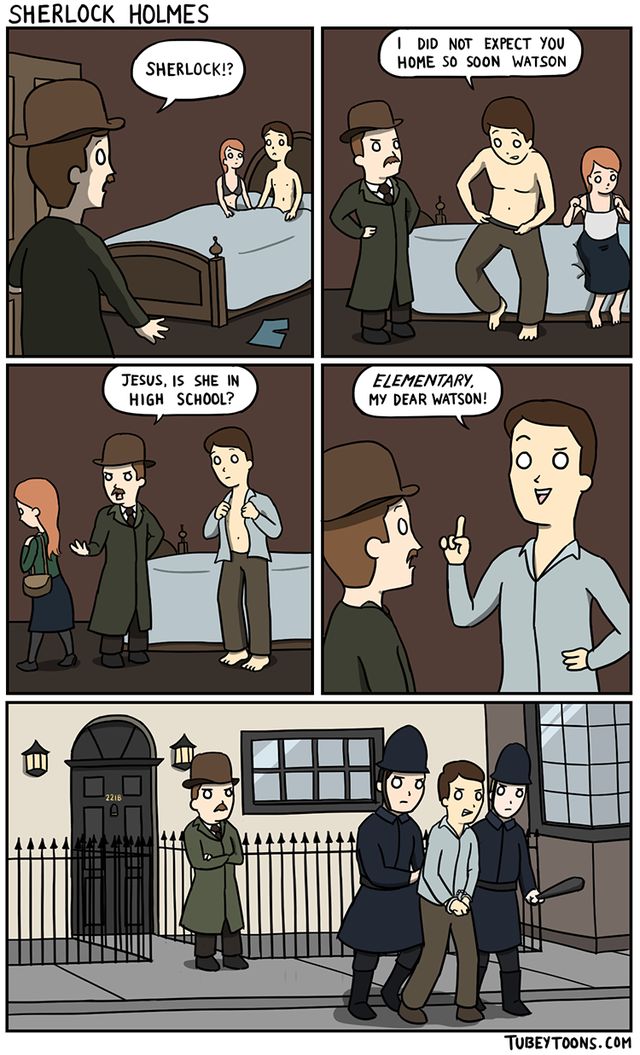 SHERLOCK HOLMES
SHERLOCK!?
I DID NOT EXPECT YOU
HOME SO SOON WATSON
JESUS, IS SHE IN
HIGH SCHOOL?
ELEMENTARY,
MY DEAR WATSON!
221B
TUBEYTOONS.COM